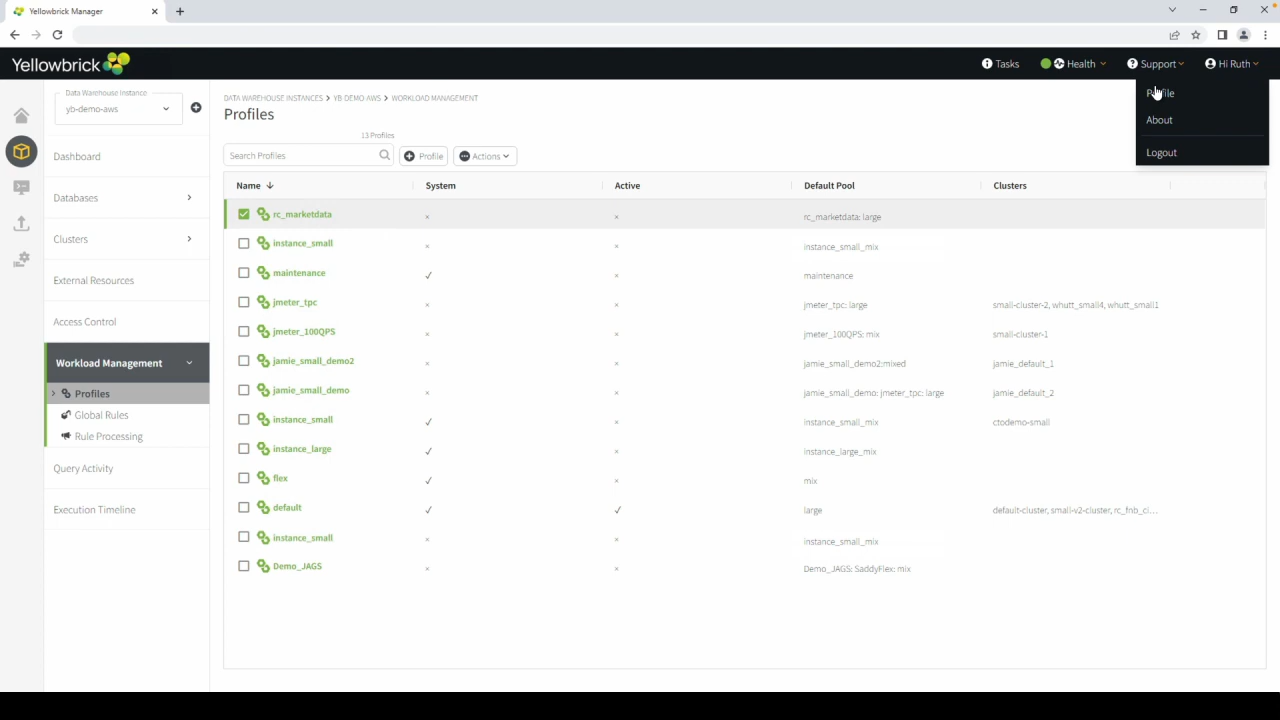 Yellowbrick Manager
Yellowbrick
Tasks
Health
Support
Hi Ruth
Profile
About
Logout
Data Warehouse Instance
yb-demo-aws
Dashboard
Databases
Clusters
External Resources
Access Control
Workload Management
Profiles
Global Rules
Rule Processing
Query Activity
Execution Timeline
DATA WAREHOUSE INSTANCES > YB-DEMO-AWS > WORKLOAD MANAGEMENT
Profiles
13 Profiles
Search Profiles
Profile
Actions
Name System Active Default Pool Clusters
rc_marketdata rc_marketdata: large
instance_small instance_small_mix
maintenance maintenance
jmeter_tpc jmeter_tpc: large small-cluster-2, whutt_small4, whutt_small1
jmeter_100QPS jmeter_100QPS: mix small-cluster-1
jamie_small_demo2 jamie_small_demo2:mixed jamie_default_1
jamie_small_demo jamie_small_demo: jmeter_tpc: large jamie_default_2
instance_small instance_small_mix ctodemo-small
instance_large instance_large_mix
flex mix
default large default-cluster, small-v2-cluster, rc_fnb_ci...
instance_small instance_small_mix
Demo_JAGS Demo_JAGS: SaddyFlex: mix